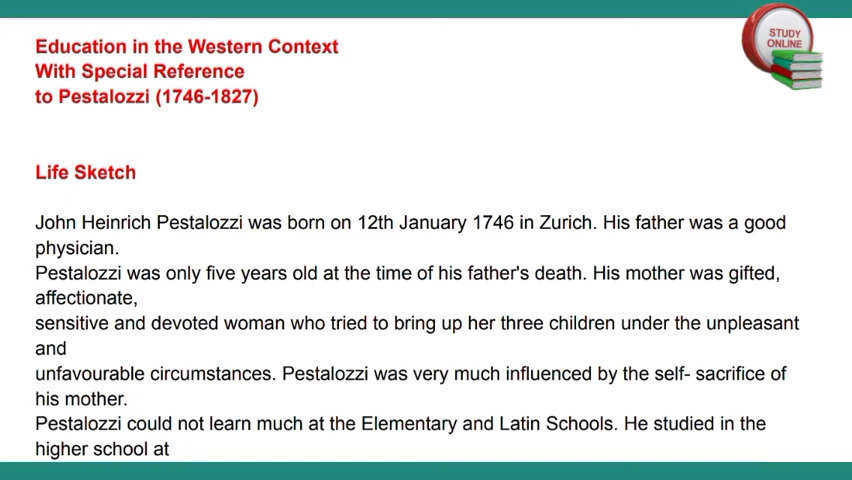 STUDY
ONLINE
Education in the Western Context
With Special Reference
to Pestalozzi (1746-1827)
Life Sketch
John Heinrich Pestalozzi was born on 12th January 1746 in Zurich. His father was a good
physician.
Pestalozzi was only five years old at the time of his father's death. His mother was gifted,
affectionate,
sensitive and devoted woman who tried to bring up her three children under the unpleasant
and
unfavourable circumstances. Pestalozzi was very much influenced by the self- sacrifice of
his mother.
Pestalozzi could not learn much at the Elementary and Latin Schools. He studied in the
higher school at